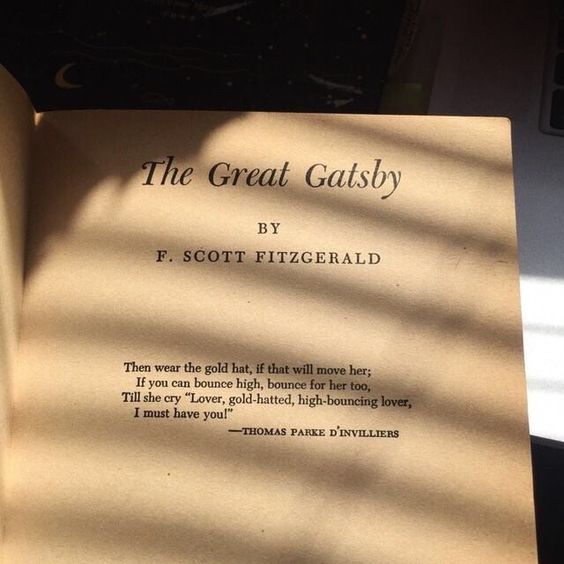 The Great Gatsby
BY
F. SCOTT FITZGERALD
Then wear the gold hat, if that will move her;
If you can bounce high, bounce for her too,
Till she cry “Lover, gold-hatted, high-bouncing lover,
I must have you!”
—THOMAS PARKE D'INVILLIERS